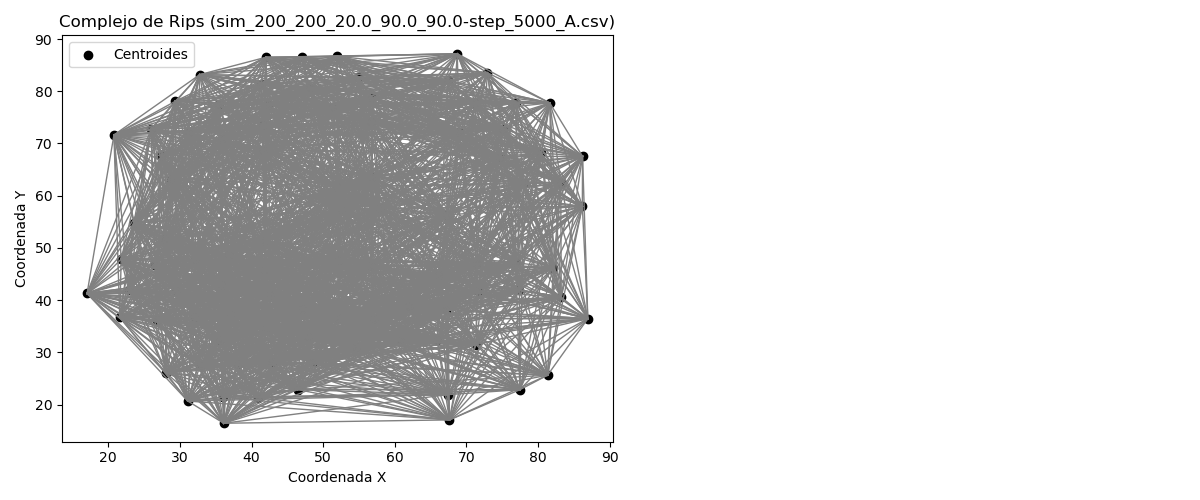 Complejo de Rips (sim_200_200_20.0_90.0_90.0-step_5000_A.csv)
Centroides
90
80
70
60
50
40
30
20
Coordenada Y
20 30 40 50 60 70 80 90
Coordenada X